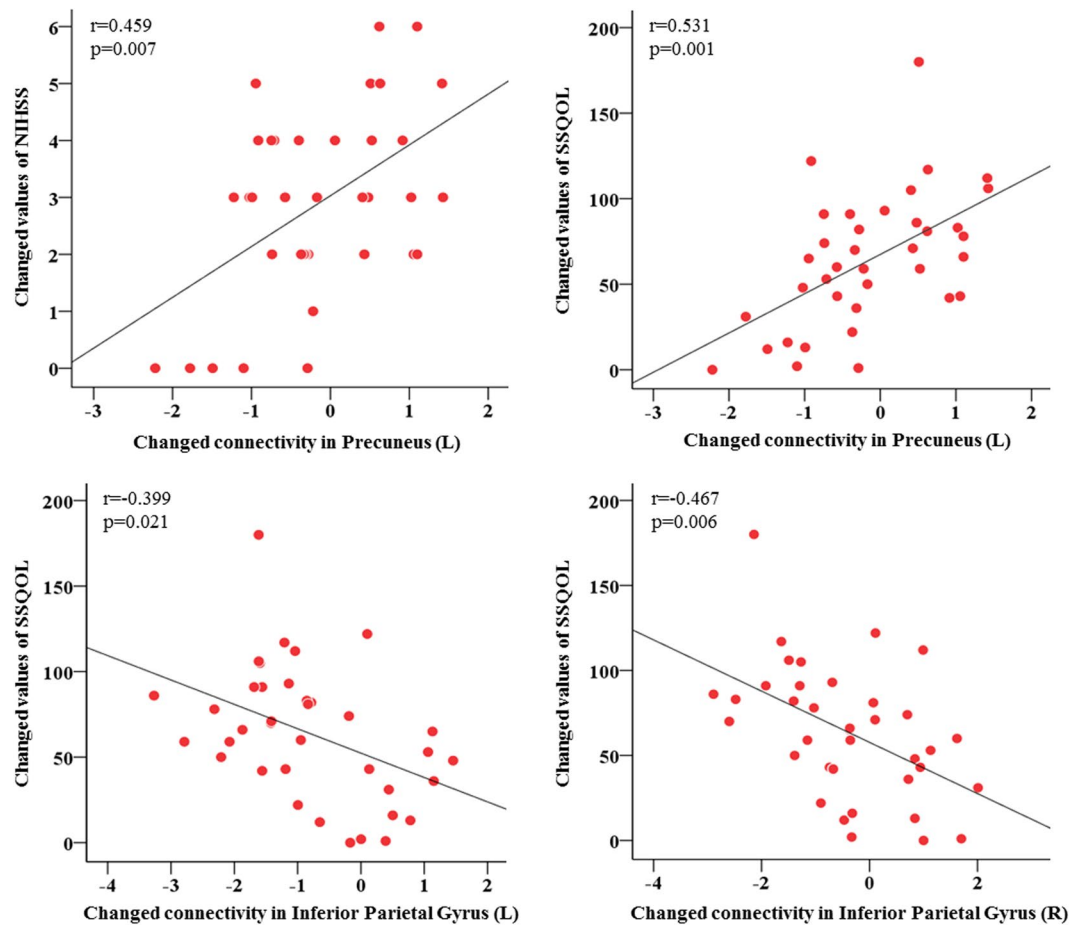 r=0.459
p=0.007
6
5
4
3
2
1
0
Changed values of NIHSS
-3 -2 -1 0 1 2
Changed connectivity in Precuneus (L)
r=0.531
p=0.001
200
150
100
50
0
Changed values of SSQOL
-3 -2 -1 0 1 2
Changed connectivity in Precuneus (L)
r=-0.399
p=0.021
200
150
100
50
0
Changed values of SSQOL
-4 -3 -2 -1 0 1 2
Changed connectivity in Inferior Parietal Gyrus (L)
r=-0.467
p=0.006
200
150
100
50
0
Changed values of SSQOL
-4 -2 0 2
Changed connectivity in Inferior Parietal Gyrus (R)